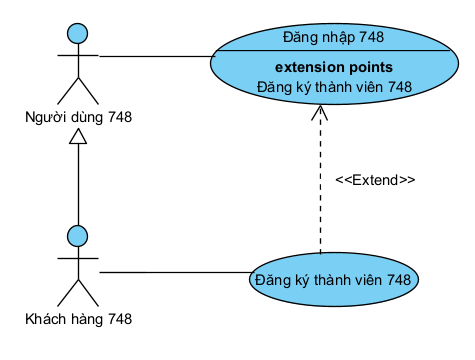 Đăng nhập 748
extension points
Đăng ký thành viên 748
Người dùng 748
<<Extend>>
Đăng ký thành viên 748
Khách hàng 748